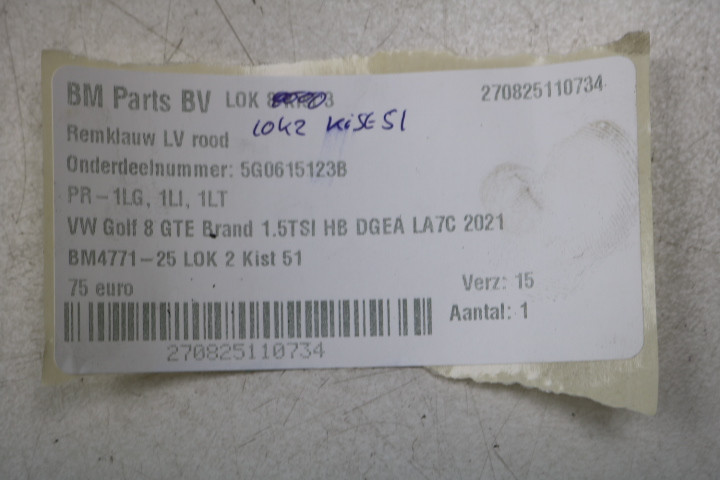 BM Parts BV LOK 3 270825110734
LOK2 KiSt 51
Remklauw LV rood
Onderdeelnummer: 5G0615123B
PR-1LG, 1LI, 1LT
VW Golf 8 GTE Brand 1.5TSI HB DGEA LA7C 2021
BM4771-25 LOK 2 Kist 51
75 euro Verz: 15
Aantal: 1
270825110734